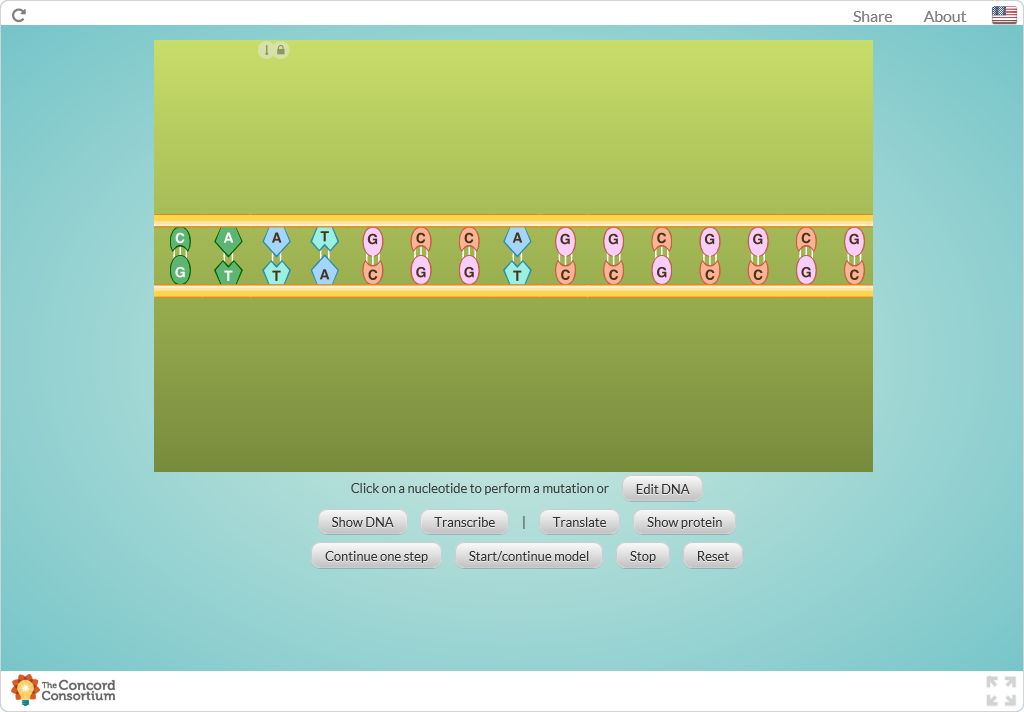 Share About
C A A T G C C A G G C G G C G
G T T A C G G T C C G C C G C
Click on a nucleotide to perform a mutation or Edit DNA
Show DNA Transcribe | Translate Show protein
Continue one step Start/continue model Stop Reset
The Concord
Consortium